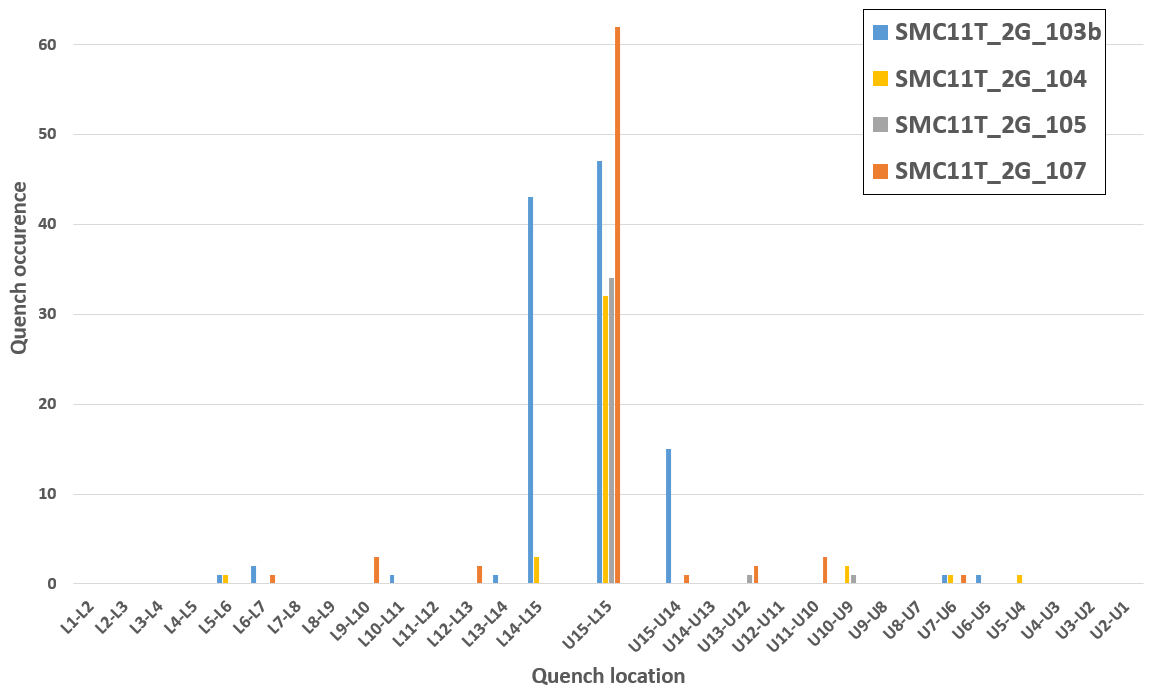 SMC11T_2G_103b
SMC11T_2G_104
SMC11T_2G_105
SMC11T_2G_107
Quench occurence
60
50
40
30
20
10
0
L1-L2
L2-L3
L3-L4
L4-L5
L5-L6
L6-L7
L7-L8
L8-L9
L9-L10
L10-L11
L11-L12
L12-L13
L13-L14
L14-L15
U15-L15
U15-U14
U14-U13
U13-U12
U12-U11
U11-U10
U10-U9
U9-U8
U8-U7
U7-U6
U6-U5
U5-U4
U4-U3
U3-U2
U2-U1
Quench location